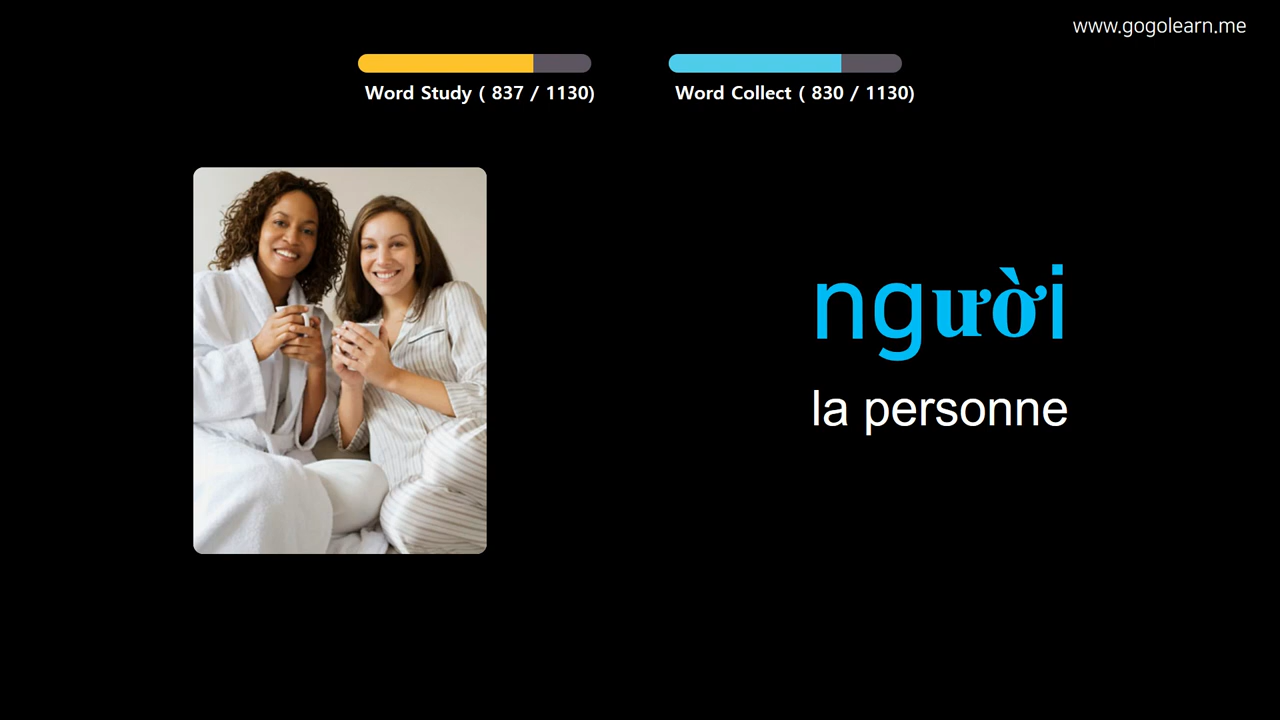 www.gogolearn.me
Word Study ( 837 / 1130)
Word Collect ( 830 / 1130)
người
la personne